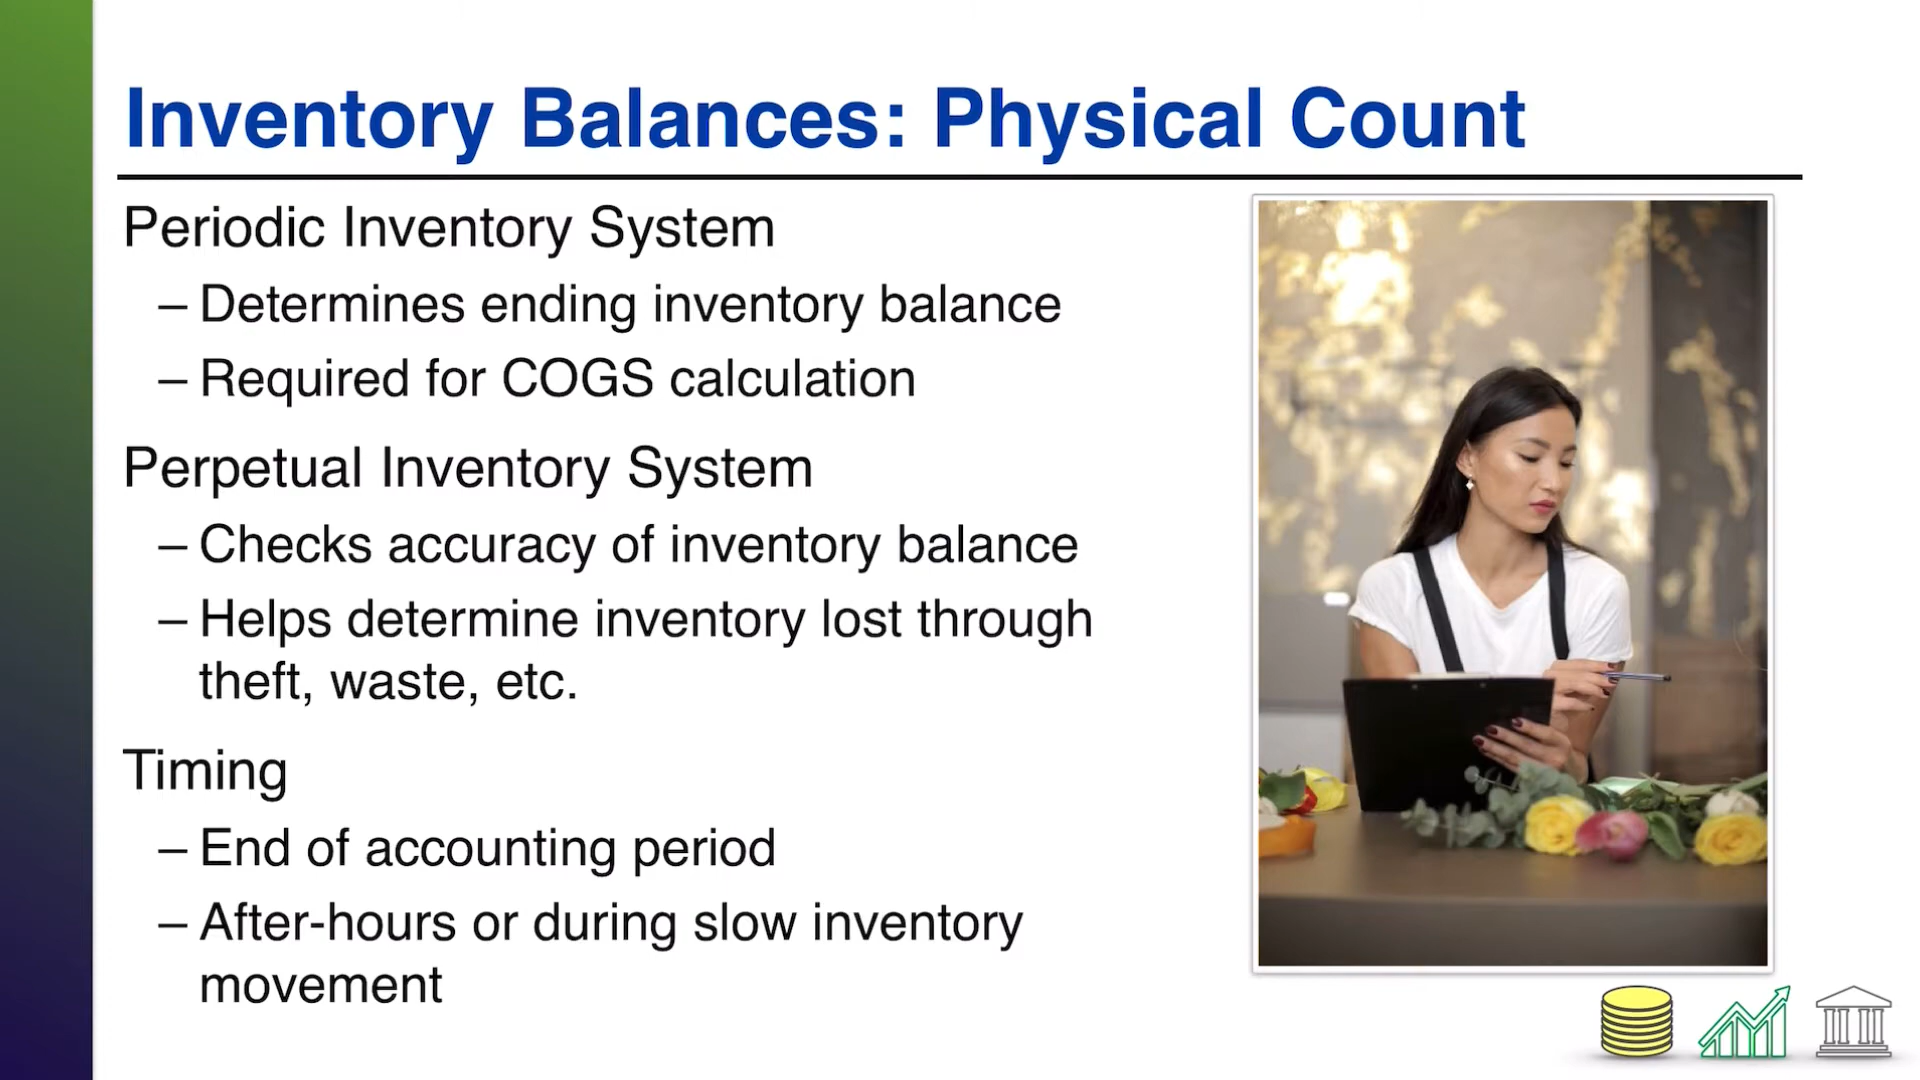 Inventory Balances: Physical Count
Periodic Inventory System
– Determines ending inventory balance
– Required for COGS calculation
Perpetual Inventory System
– Checks accuracy of inventory balance
– Helps determine inventory lost through
theft, waste, etc.
Timing
– End of accounting period
– After-hours or during slow inventory
movement